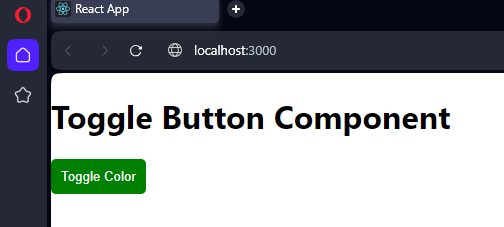 React App
localhost:3000
Toggle Button Component
Toggle Color